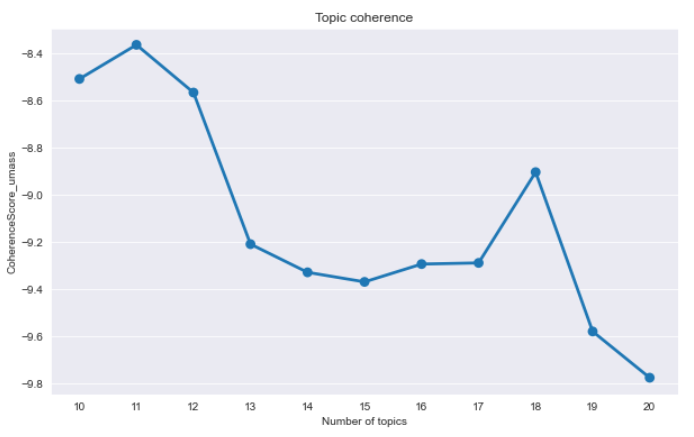 Topic coherence
−8.4
−8.6
−8.8
−9.0
−9.2
−9.4
−9.6
−9.8
CoherenceScore_umass
10 11 12 13 14 15 16 17 18 19 20
Number of topics